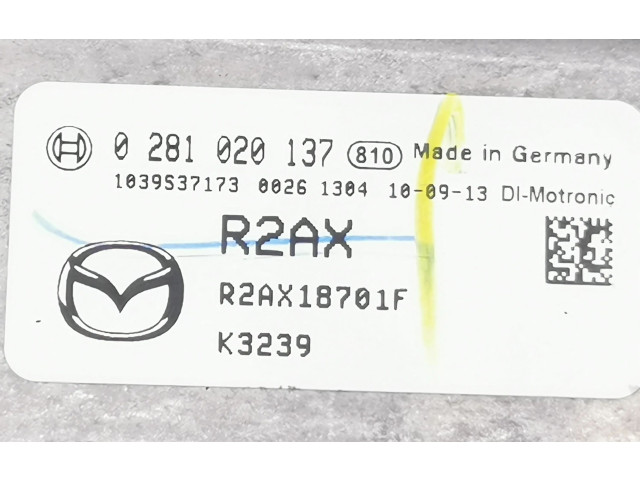 0 281 020 137 810 Made in Germany
1039S37173 0026 1304 10-09-13 DI-Motronic
R2AX
R2AX18701F
K3239